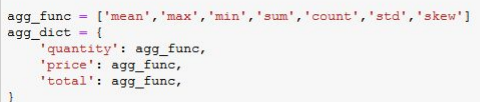 agg_func = ['mean','max','min','sum','count','std','skew']
agg_dict = {
    'quantity': agg_func,
    'price': agg_func,
    'total': agg_func,
}